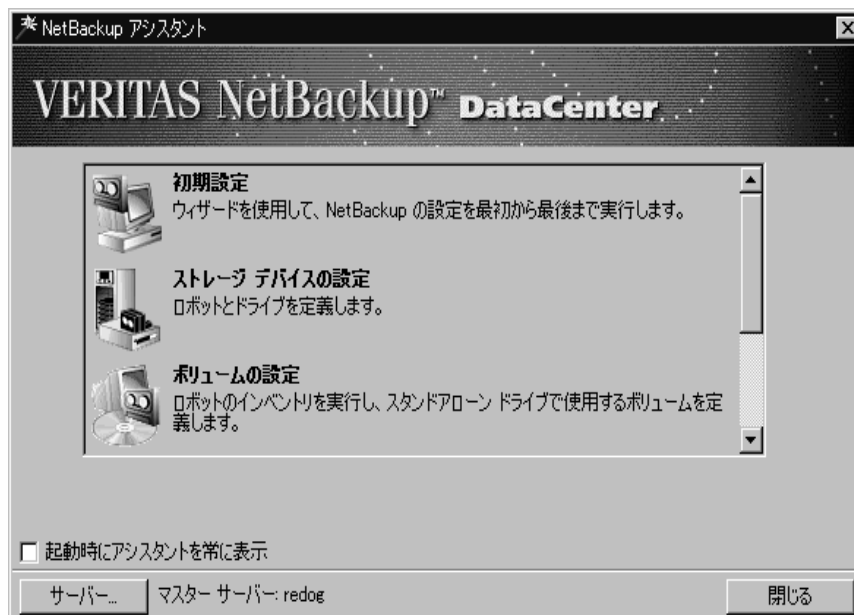 NetBackup アシスタント
VERITAS NetBackup™ DataCenter
初期設定
ウィザードを使用して、NetBackup の設定を最初から最後まで実行します。
ストレージ デバイスの設定
ロボットとドライブを定義します。
ボリュームの設定
ロボットのインベントリを実行し、スタンドアローン ドライブで使用するボリュームを定
義します。
起動時にアシスタントを常に表示
サーバー...
マスター サーバー: redog
閉じる